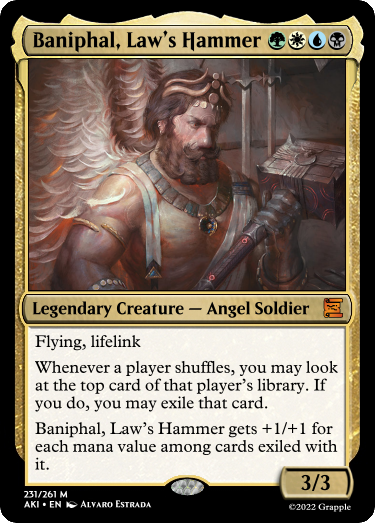 Baniphal, Law's Hammer
Legendary Creature — Angel Soldier
Flying, lifelink
Whenever a player shuffles, you may look
at the top card of that player's library. If
you do, you may exile that card.
Baniphal, Law's Hammer gets +1/+1 for
each mana value among cards exiled with
it.
3/3
231/261 M
AKI • EN Alvaro Estrada
©2022 Grapple